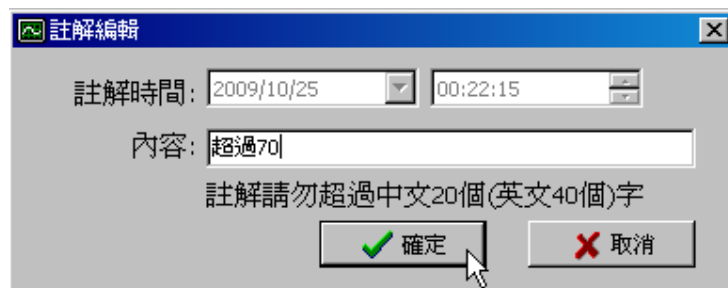 註解編輯
註解時間: 2009/10/25 00:22:15
內容: 超過70
註解請勿超過中文20個(英文40個)字
確定 取消